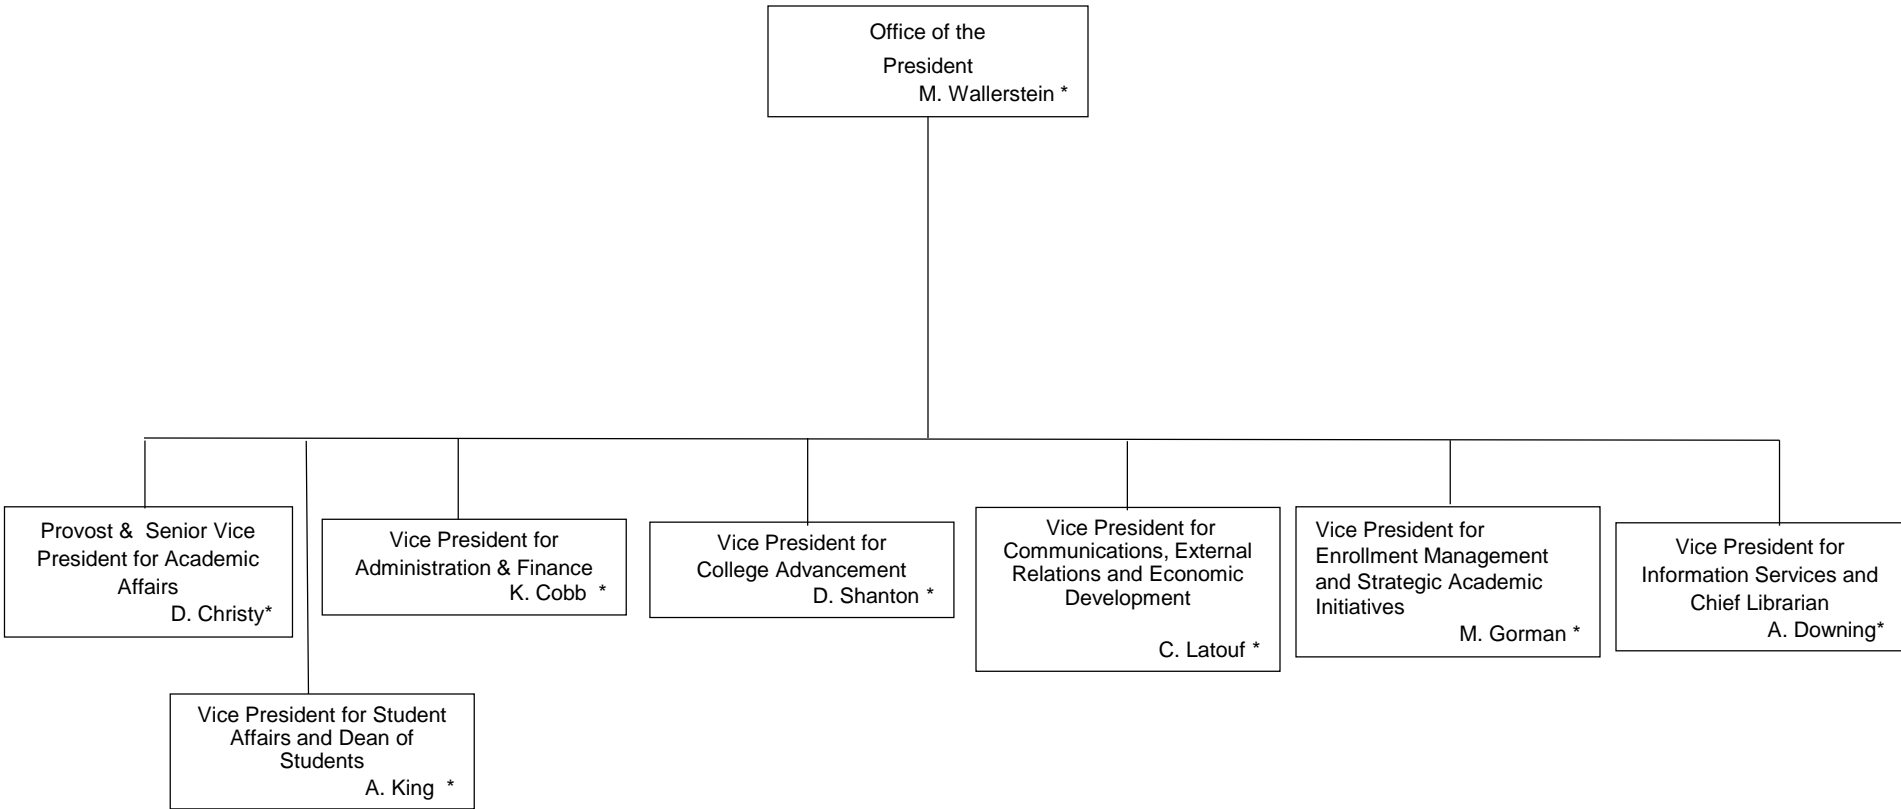 Office of the
President
M. Wallerstein *
Provost & Senior Vice
President for Academic
Affairs
D. Christy*
Vice President for
Administration & Finance
K. Cobb *
Vice President for
College Advancement
D. Shanton *
Vice President for
Communications, External
Relations and Economic
Development
C. Latouf *
Vice President for
Enrollment Management
and Strategic Academic
Initiatives
M. Gorman *
Vice President for
Information Services and
Chief Librarian
A. Downing*
Vice President for Student
Affairs and Dean of
Students
A. King *